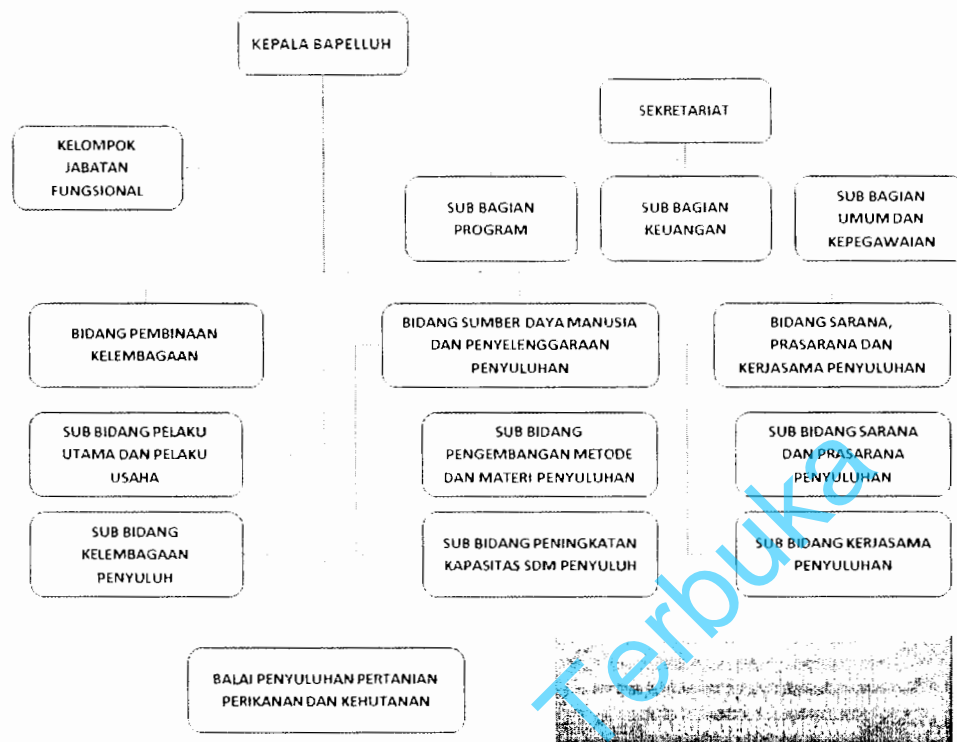 KEPALA BAPELLUH
SEKRETARIAT
KELOMPOK
JABATAN
FUNGSIONAL
SUB BAGIAN
PROGRAM
SUB BAGIAN
KEUANGAN
SUB BAGIAN
UMUM DAN
KEPEGAWAIAN
BIDANG PEMBINAAN
KELEMBAGAAN
BIDANG SUMBER DAYA MANUSIA
DAN PENYELENGGARAAN
PENYULUHAN
BIDANG SARANA,
PRASARANA DAN
KERJASAMA PENYULUHAN
SUB BIDANG PELAKU
UTAMA DAN PELAKU
USAHA
SUB BIDANG
PENGEMBANGAN METODE
DAN MATERI PENYULUHAN
SUB BIDANG SARANA
DAN PRASARANA
PENYULUHAN
SUB BIDANG
KELEMBAGAAN
PENYULUH
SUB BIDANG PENINGKATAN
KAPASITAS SDM PENYULUH
SUB BIDANG KERJASAMA
PENYULUHAN
BALAI PENYULUHAN PERTANIAN
PERIKANAN DAN KEHUTANAN
Terbuka